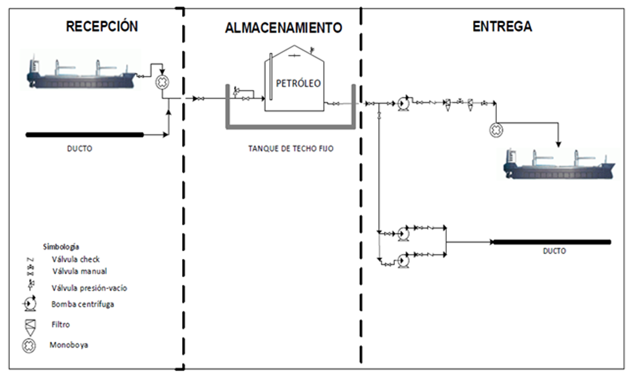 RECEPCIÓN
ALMACENAMIENTO
ENTREGA
PETRÓLEO
DUCTO
TANQUE DE TECHO FIJO
DUCTO
Simbología
Válvula check
Válvula manual
Válvula presión-vacío
Bomba centrífuga
Filtro
Monoboya